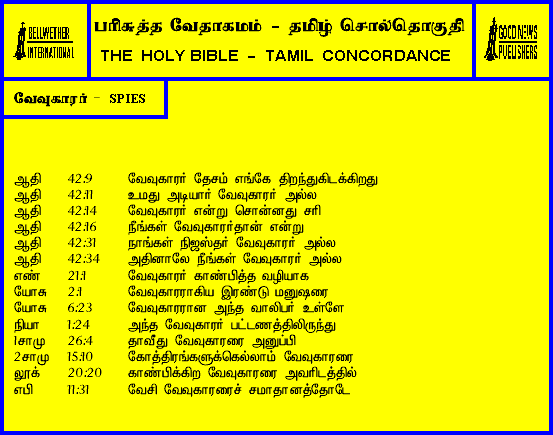 BELLWETHER
INTERNATIONAL
பரிசுத்த வேதாகமம் - தமிழ் சொல்தொகுதி
THE HOLY BIBLE - TAMIL CONCORDANCE
GOOD NEWS
PUBLISHERS
வேவுகாரர் - SPIES
ஆதி 42:9 வேவுகாரர் தேசம் எங்கே திறந்துகிடக்கிறது
ஆதி 42:11 உமது அடியார் வேவுகாரர் அல்ல
ஆதி 42:14 வேவுகாரர் என்று சொன்னது சரி
ஆதி 42:16 நீங்கள் வேவுகாரர்தான் என்று
ஆதி 42:31 நாங்கள் நிஜஸ்தர் வேவுகாரர் அல்ல
ஆதி 42:34 அதினாலே நீங்கள் வேவுகாரர் அல்ல
எண் 21:1 வேவுகாரர் காண்பித்த வழியாக
யோசு 2:1 வேவுகாரராகிய இரண்டு மனுஷரை
யோசு 6:23 வேவுகாரரான அந்த வாலிபர் உள்ளே
நியா 1:24 அந்த வேவுகாரர் பட்டணத்திலிருந்து
1சாமு 26:4 தாவீது வேவுகாரரை அனுப்பி
2சாமு 15:10 கோத்திரங்களுக்கெல்லாம் வேவுகாரரை
லூக் 20:20 காண்பிக்கிற வேவுகாரரை அவரிடத்தில்
எபி 11:31 வேசி வேவுகாரரைச் சமாதானத்தோடே